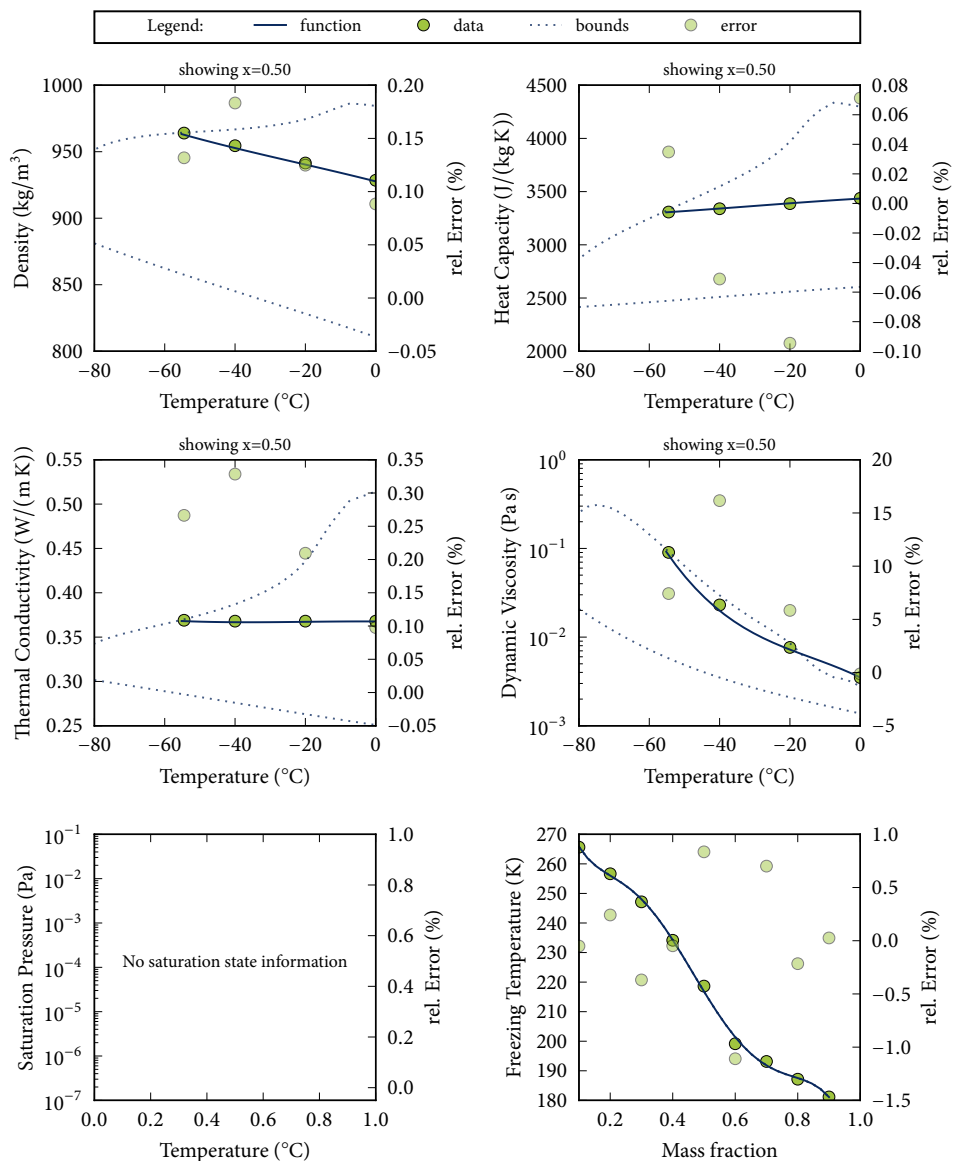 Legend: function data bounds error
showing x=0.50
1000
950
900
850
800
Density (kg/m³)
0.20
0.15
0.10
0.05
0.00
−0.05
rel. Error (%)
−80 −60 −40 −20 0
Temperature (°C)
showing x=0.50
4500
4000
3500
3000
2500
2000
Heat Capacity (J/(kg K))
0.08
0.06
0.04
0.02
0.00
−0.02
−0.04
−0.06
−0.08
−0.10
rel. Error (%)
−80 −60 −40 −20 0
Temperature (°C)
showing x=0.50
0.55
0.50
0.45
0.40
0.35
0.30
0.25
Thermal Conductivity (W/(m K))
0.35
0.30
0.25
0.20
0.15
0.10
0.05
0.00
−0.05
rel. Error (%)
−80 −60 −40 −20 0
Temperature (°C)
showing x=0.50
10⁰
10⁻¹
10⁻²
10⁻³
Dynamic Viscosity (Pa s)
20
15
10
5
0
−5
rel. Error (%)
−80 −60 −40 −20 0
Temperature (°C)
10⁻¹
10⁻²
10⁻³
10⁻⁴
10⁻⁵
10⁻⁶
10⁻⁷
Saturation Pressure (Pa)
No saturation state information
1.0
0.8
0.6
0.4
0.2
0.0
rel. Error (%)
0.0 0.2 0.4 0.6 0.8 1.0
Temperature (°C)
270
260
250
240
230
220
210
200
190
180
Freezing Temperature (K)
1.0
0.5
0.0
−0.5
−1.0
−1.5
rel. Error (%)
0.2 0.4 0.6 0.8 1.0
Mass fraction